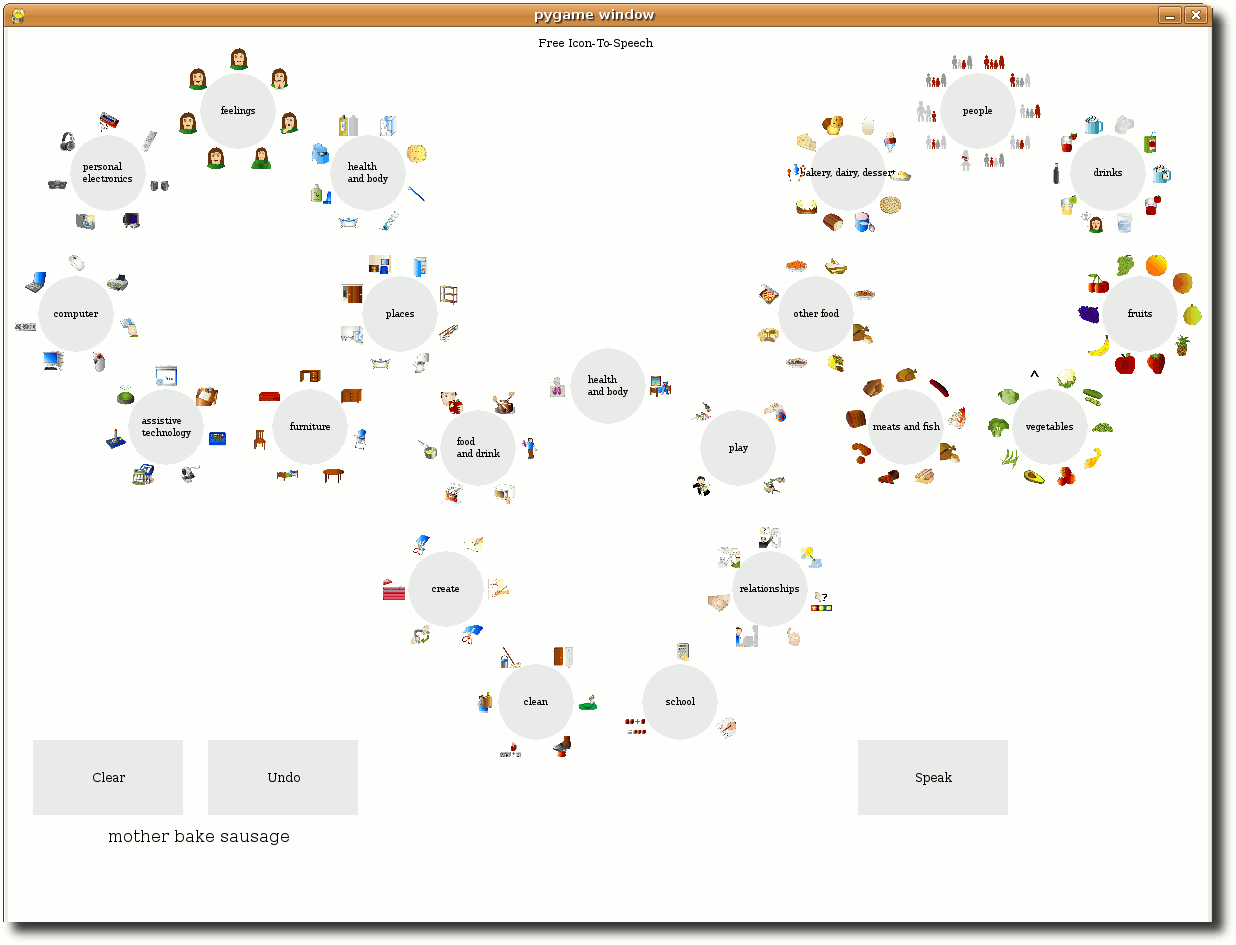 pygame window
Free Icon-To-Speech
feelings
people
personal
electronics
health
and body
bakery, dairy, dessert
drinks
computer
places
other food
fruits
health
and body
^
assistive
technology
furniture
food
and drink
play
meats and fish
vegetables
create
relationships
?
clean
school
Clear
Undo
Speak
mother bake sausage